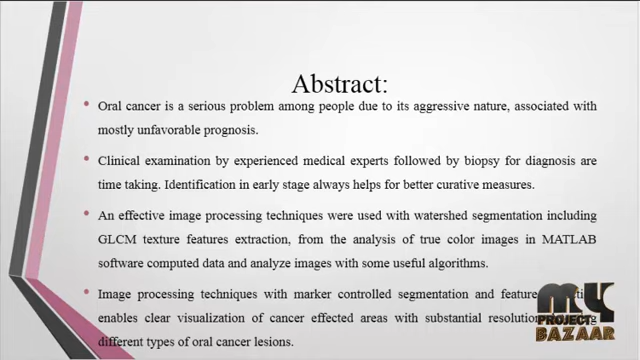 Abstract:
• Oral cancer is a serious problem among people due to its aggressive nature, associated with
mostly unfavorable prognosis.
• Clinical examination by experienced medical experts followed by biopsy for diagnosis are
time taking. Identification in early stage always helps for better curative measures.
• An effective image processing techniques were used with watershed segmentation including
GLCM texture features extraction, from the analysis of true color images in MATLAB
software computed data and analyze images with some useful algorithms.
• Image processing techniques with marker controlled segmentation and feature
enables clear visualization of cancer effected areas with substantial resolution
different types of oral cancer lesions.
MY
PROJECT
BAZAAR